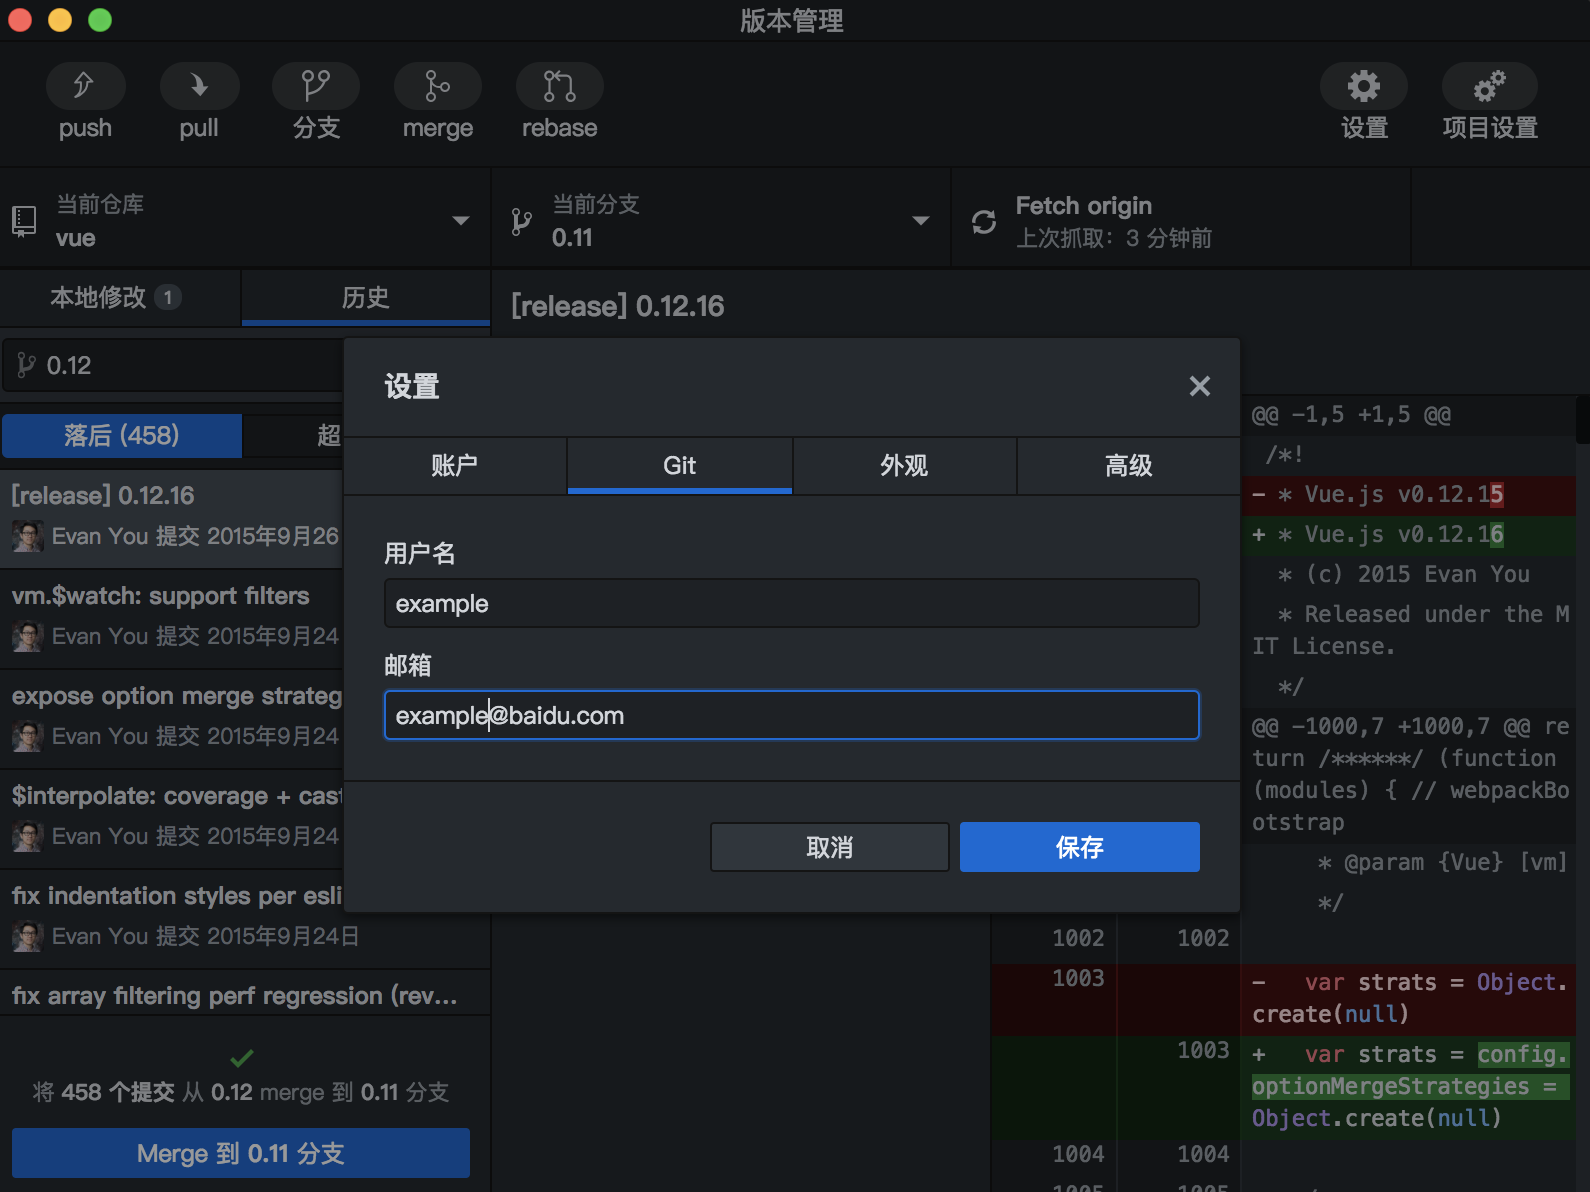 版本管理
push
pull
分支
merge
rebase
设置
项目设置
当前仓库
vue
当前分支
0.11
Fetch origin
上次抓取：3 分钟前
本地修改 1
历史
[release] 0.12.16
0.12
落后 (458)
超
[release] 0.12.16
Evan You 提交 2015年9月26
vm.$watch: support filters
Evan You 提交 2015年9月24
expose option merge strateg
Evan You 提交 2015年9月24
$interpolate: coverage + cast
Evan You 提交 2015年9月24
fix indentation styles per esli
Evan You 提交 2015年9月24日
fix array filtering perf regression (rev...
将 458 个提交 从 0.12 merge 到 0.11 分支
Merge 到 0.11 分支
设置
账户
Git
外观
高级
用户名
example
邮箱
example@baidu.com
取消
保存
@@ -1,5 +1,5 @@
/*!
- * Vue.js v0.12.15
+ * Vue.js v0.12.16
* (c) 2015 Evan You
* Released under the M
IT License.
*/
@@ -1000,7 +1000,7 @@ re
turn /******/ (function
(modules) { // webpackBo
otstrap
* @param {Vue} [vm]
*/
1002 1002
1003 - var strats = Object.
create(null)
1003 + var strats = config.
optionMergeStrategies =
Object.create(null)
1004 1004
1005 1005